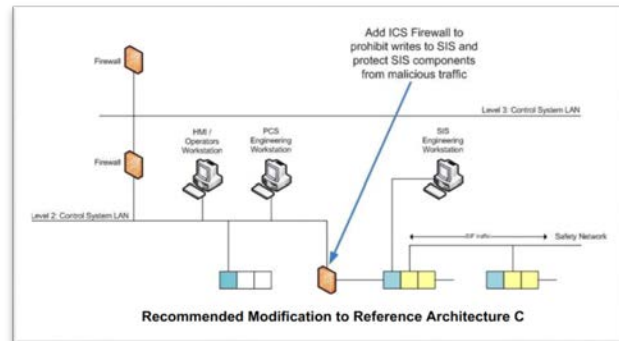 Add ICS Firewall to
prohibit writes to SIS and
protect SIS components
from malicious traffic
Firewall
Level 3: Control System LAN
HMI /
Operators
Workstation
PCS
Engineering
Workstation
SIS
Engineering
Workstation
Firewall
Level 2: Control System LAN
traffic
Safety Network
Recommended Modification to Reference Architecture C